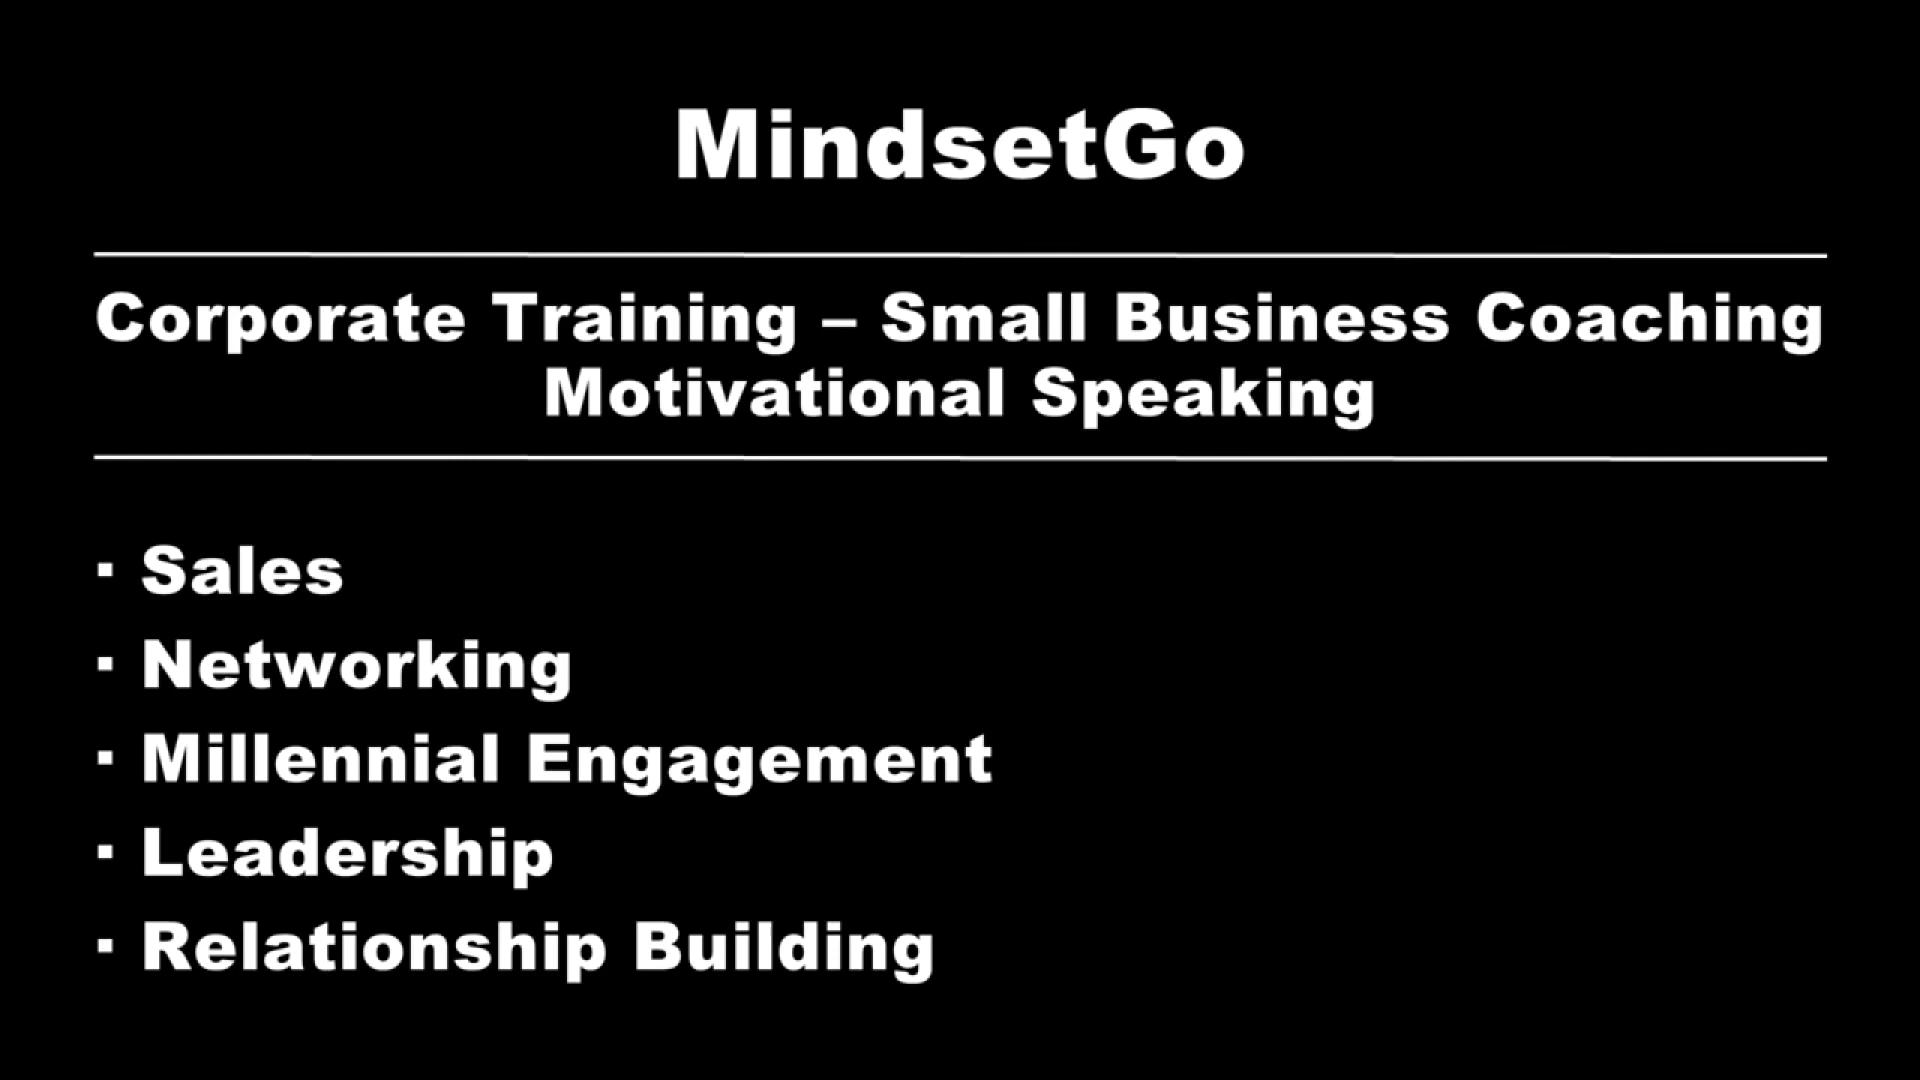 MindsetGo
Corporate Training – Small Business Coaching
Motivational Speaking
▪ Sales
▪ Networking
▪ Millennial Engagement
▪ Leadership
▪ Relationship Building